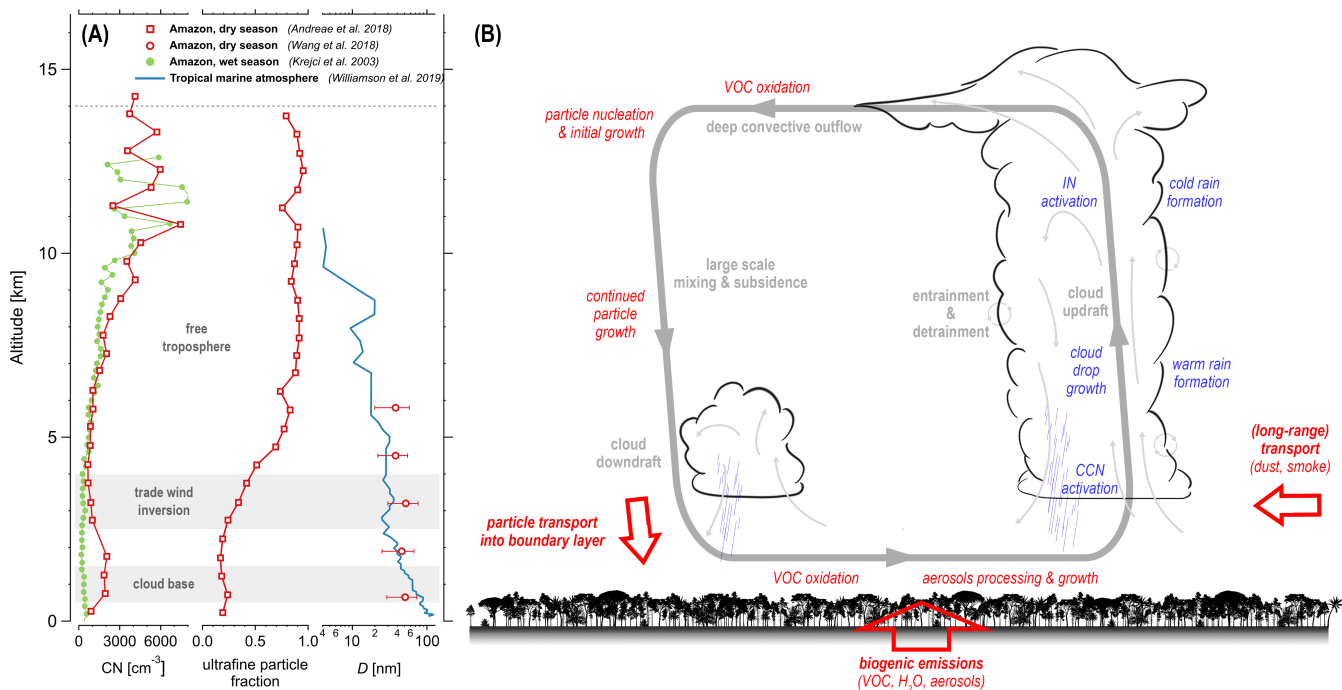 (A)
Amazon, dry season (Andreae et al. 2018)
Amazon, dry season (Wang et al. 2018)
Amazon, wet season (Krejci et al. 2003)
Tropical marine atmosphere (Williamson et al. 2019)
15
10
5
0
Altitude [km]
free
troposphere
trade wind
inversion
cloud base
0 3000 6000
CN [cm-3]
0.0 0.5 1.0
ultrafine particle
fraction
4 6 10 2 4 6 100
D [nm]
(B)
VOC oxidation
particle nucleation
& initial growth
deep convective outflow
IN
activation
cold rain
formation
large scale
mixing & subsidence
continued
particle
growth
entrainment
&
detrainment
cloud
updraft
cloud
drop
growth
warm rain
formation
cloud
downdraft
CCN
activation
(long-range)
transport
(dust, smoke)
particle transport
into boundary layer
VOC oxidation
aerosols processing & growth
biogenic emissions
(VOC, H2O, aerosols)